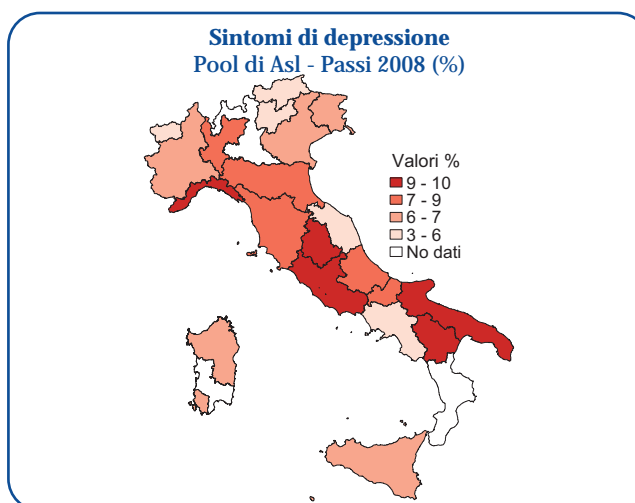 Sintomi di depressione
Pool di Asl - Passi 2008 (%)
Valori %
9 - 10
7 - 9
6 - 7
3 - 6
No dati